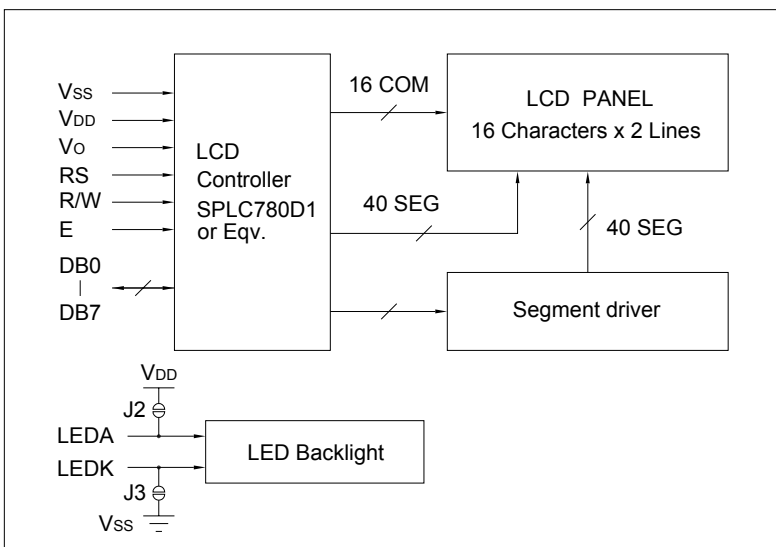 VSS
VDD
VO
RS
R/W
E
DB0
DB7
LCD
Controller
SPLC780D1
or Eqv.
16 COM
40 SEG
LCD PANEL
16 Characters x 2 Lines
40 SEG
Segment driver
VDD
J2
LEDA
LEDK
J3
VSS
LED Backlight